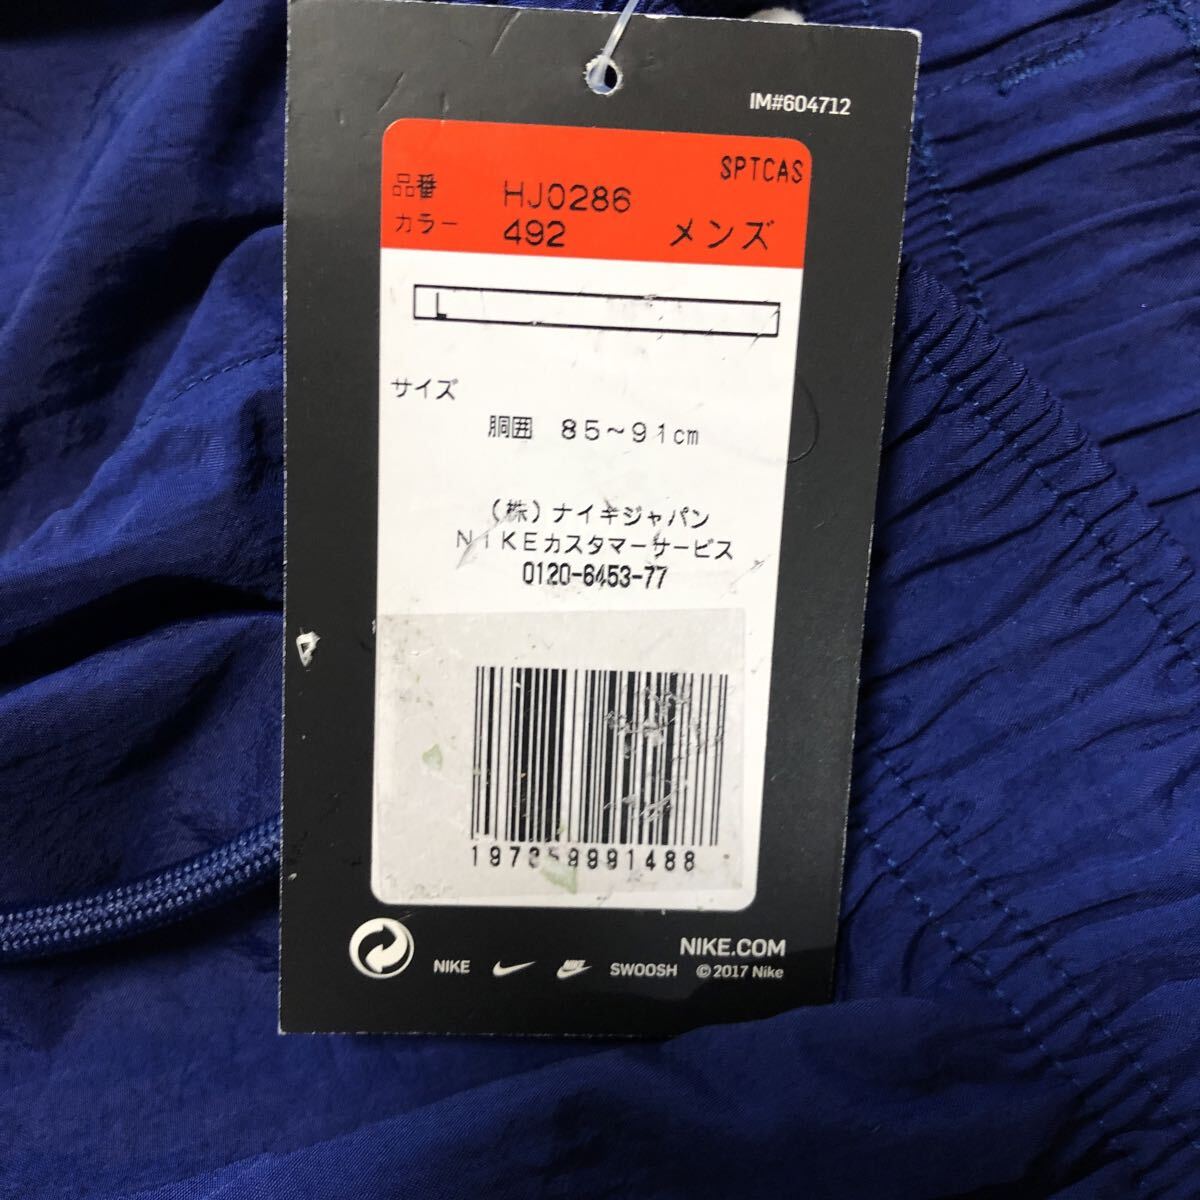 IM#604712
SPTCAS
品番 HJ0286
カラー 492 メンズ
L
サイズ
胴囲 85~91cm
(株)ナイキジャパン
NIKEカスタマーサービス
0120-6453-77
197359991488
NIKE.COM
NIKE NIKE SWOOSH ©2017 Nike